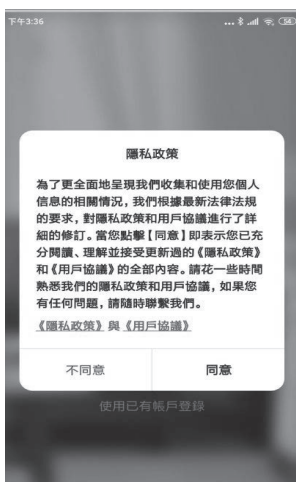 下午3:36
... 54
隱私政策
為了更全面地呈現我們收集和使用您個人
信息的相關情況，我們根據最新法律法規
的要求，對隱私政策和用戶協議進行了詳
細的修訂。當您點擊【同意】即表示您已充
分閱讀、理解並接受更新過的《隱私政策》
和《用戶協議》的全部內容。請花一些時間
熟悉我們的隱私政策和用戶協議，如果您
有任何問題，請隨時聯繫我們。
《隱私政策》與《用戶協議》
不同意 同意
使用已有帳戶登錄